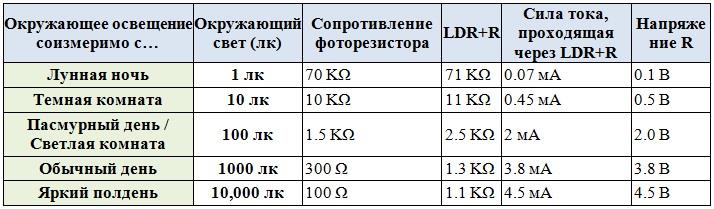 Окружающее освещение соизмеримо с… Окружающий свет (лк) Сопротивление фоторезистора LDR+R Сила тока, проходящая через LDR+R Напряже ние R
Лунная ночь 1 лк 70 KΩ 71 KΩ 0.07 мА 0.1 В
Темная комната 10 лк 10 KΩ 11 KΩ 0.45 мА 0.5 В
Пасмурный день / Светлая комната 100 лк 1.5 KΩ 2.5 KΩ 2 мА 2.0 В
Обычный день 1000 лк 300 Ω 1.3 KΩ 3.8 мА 3.8 В
Яркий полдень 10,000 лк 100 Ω 1.1 KΩ 4.5 мА 4.5 В